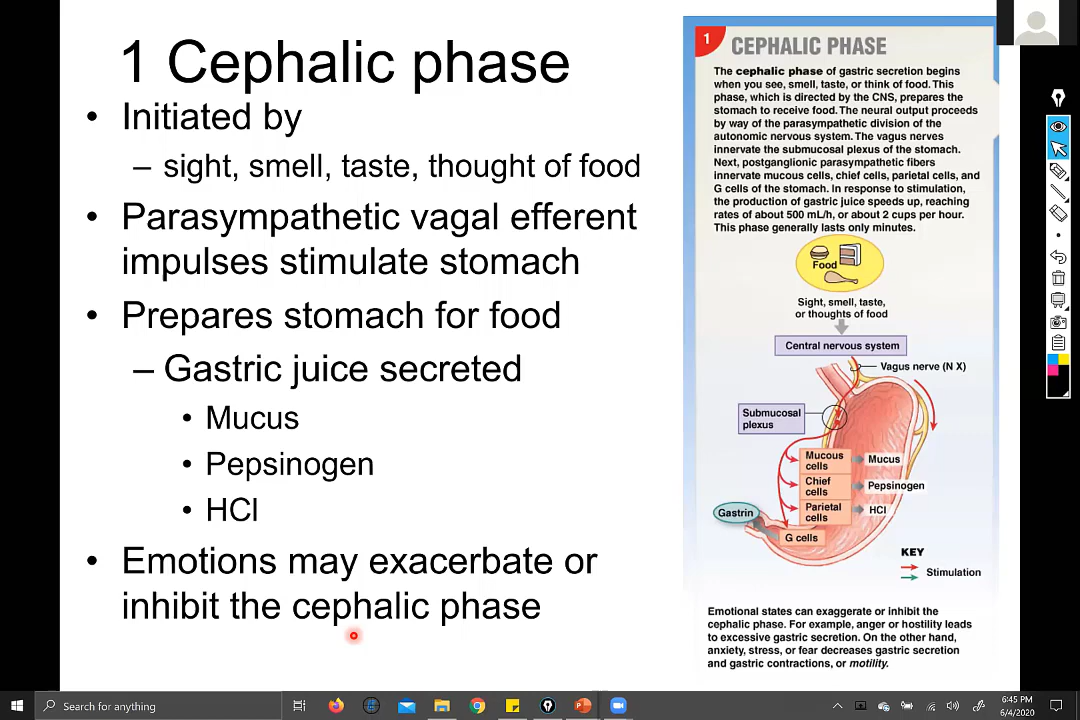 1 Cephalic phase
• Initiated by
– sight, smell, taste, thought of food
• Parasympathetic vagal efferent
impulses stimulate stomach
• Prepares stomach for food
– Gastric juice secreted
• Mucus
• Pepsinogen
• HCl
• Emotions may exacerbate or
inhibit the cephalic phase
1 CEPHALIC PHASE
The cephalic phase of gastric secretion begins
when you see, smell, taste, or think of food. This
phase, which is directed by the CNS, prepares the
stomach to receive food. The neural output proceeds
by way of the parasympathetic division of the
autonomic nervous system. The vagus nerves
innervate the submucosal plexus of the stomach.
Next, postganglionic parasympathetic fibers
innervate mucous cells, chief cells, parietal cells, and
G cells of the stomach. In response to stimulation,
the production of gastric juice speeds up, reaching
rates of about 500 mL/h, or about 2 cups per hour.
This phase generally lasts only minutes.
Food
Sight, smell, taste,
or thoughts of food
Central nervous system
Vagus nerve (N X)
Submucosal
plexus
Mucous
cells
Mucus
Chief
cells
Pepsinogen
Parietal
cells
HCl
Gastrin
G cells
KEY
Stimulation
Emotional states can exaggerate or inhibit the
cephalic phase. For example, anger or hostility leads
to excessive gastric secretion. On the other hand,
anxiety, stress, or fear decreases gastric secretion
and gastric contractions, or motility.
Search for anything
6:45 PM
6/4/2020